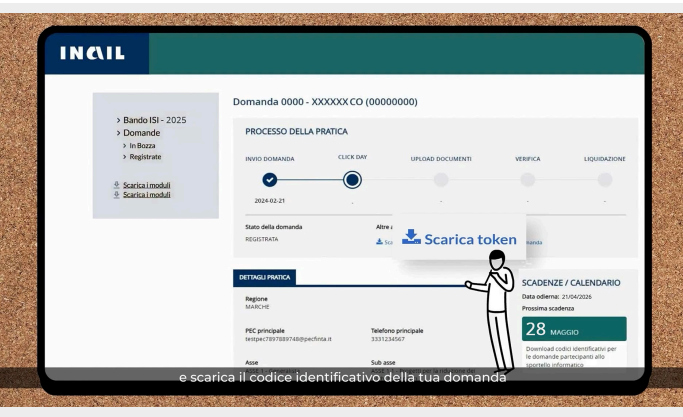 INAIL
> Bando ISI - 2025
> Domande
> In Bozza
> Registrate
Scarica i moduli
Scarica i moduli
Domanda 0000 - XXXXXX CO (00000000)
PROCESSO DELLA PRATICA
INVIO DOMANDA CLICK DAY UPLOAD DOCUMENTI VERIFICA LIQUIDAZIONE
2024-02-21 - - - -
Stato della domanda
REGISTRATA
Altre
Scarica token
DETTAGLI PRATICA
Regione
MARCHE
PEC principale Telefono principale
testpec7897889748@pecfinta.it 3331234567
Asse Sub asse
SCADENZE / CALENDARIO
Data odierna: 21/04/2026
Prossima scadenza
28 MAGGIO
Download codici identificativi per
le domande partecipanti allo
sportello informatico
e scarica il codice identificativo della tua domanda